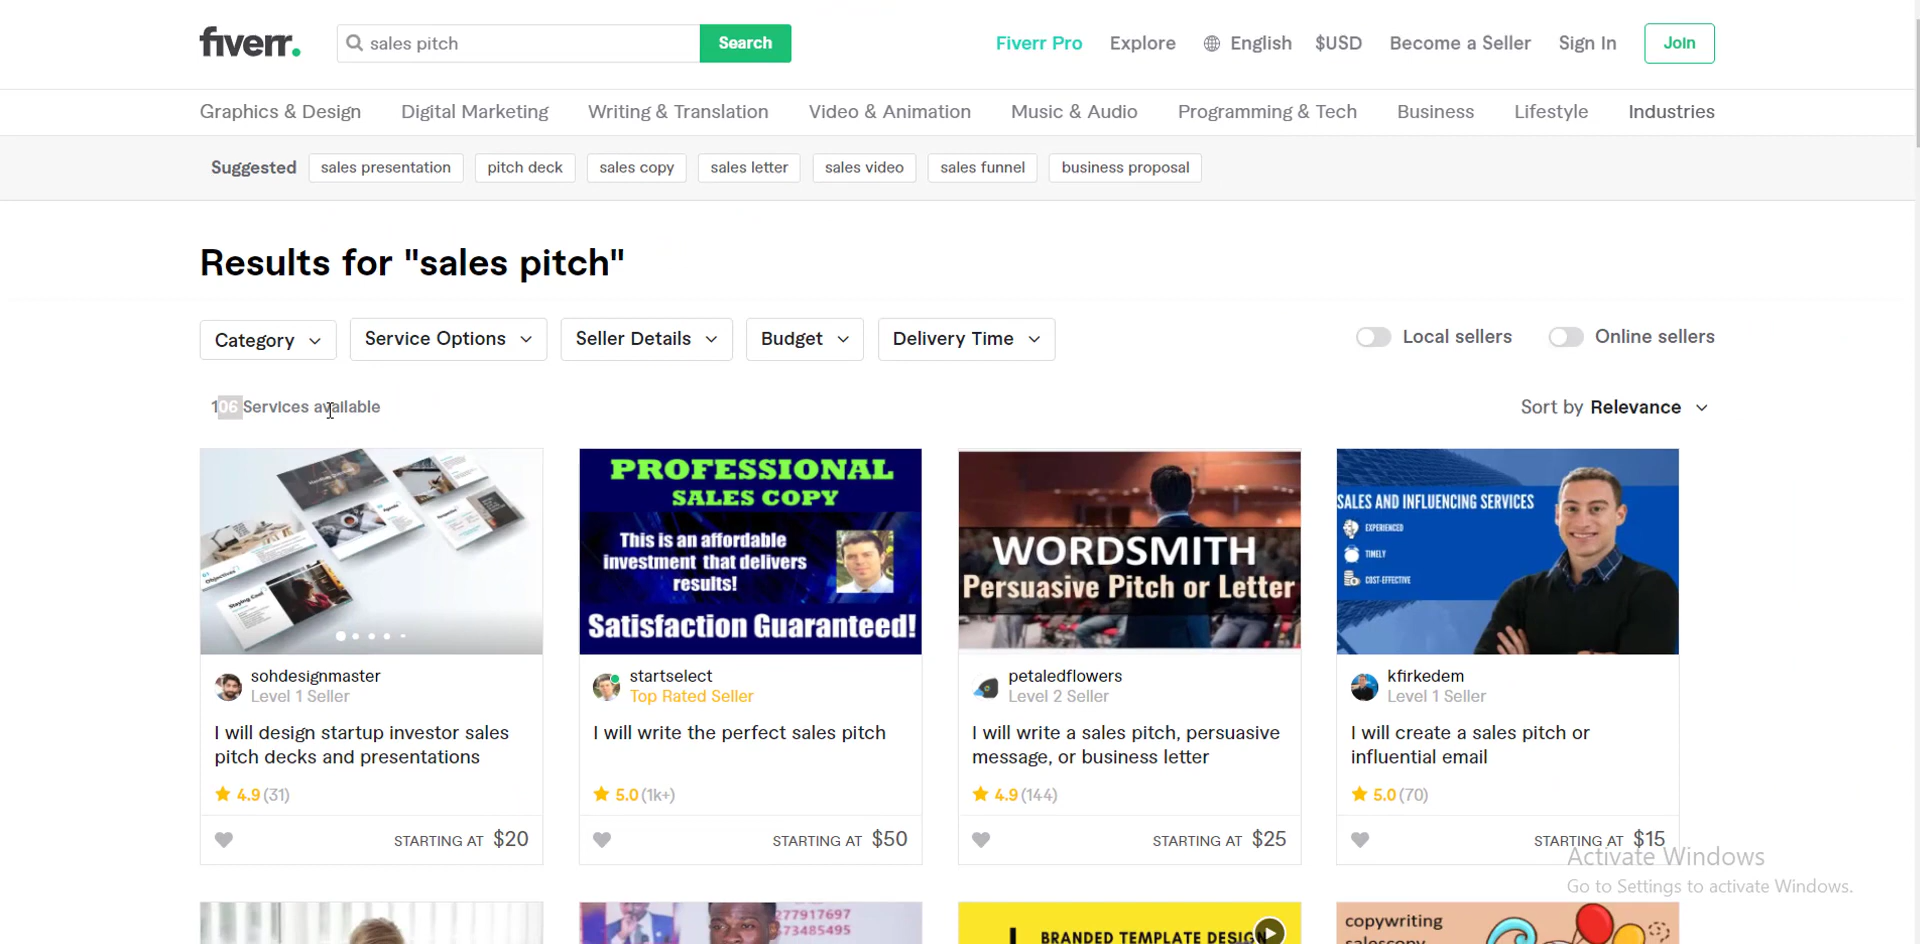 fiverr.
sales pitch
Search
Fiverr Pro
Explore
English
$USD
Become a Seller
Sign In
Join
Graphics & Design
Digital Marketing
Writing & Translation
Video & Animation
Music & Audio
Programming & Tech
Business
Lifestyle
Industries
Suggested
sales presentation
pitch deck
sales copy
sales letter
sales video
sales funnel
business proposal
Results for "sales pitch"
Category
Service Options
Seller Details
Budget
Delivery Time
Local sellers
Online sellers
106 Services available
Sort by Relevance
Objectives
Staying Cool
Agenda
sohdesignmaster
Level 1 Seller
I will design startup investor sales
pitch decks and presentations
4.9 (31)
STARTING AT $20
PROFESSIONAL
SALES COPY
This is an affordable
investment that delivers
results!
Satisfaction Guaranteed!
startselect
Top Rated Seller
I will write the perfect sales pitch
5.0 (1k+)
STARTING AT $50
WORDSMITH
Persuasive Pitch or Letter
petaledflowers
Level 2 Seller
I will write a sales pitch, persuasive
message, or business letter
4.9 (144)
STARTING AT $25
SALES AND INFLUENCING SERVICES
EXPERIENCED
TIMELY
COST-EFFECTIVE
kfirkedem
Level 1 Seller
I will create a sales pitch or
influential email
5.0 (70)
STARTING AT $15
Activate Windows
Go to Settings to activate Windows.
277917697
73485495
BRANDED TEMPLATE DESIGN
copywriting
salescopy